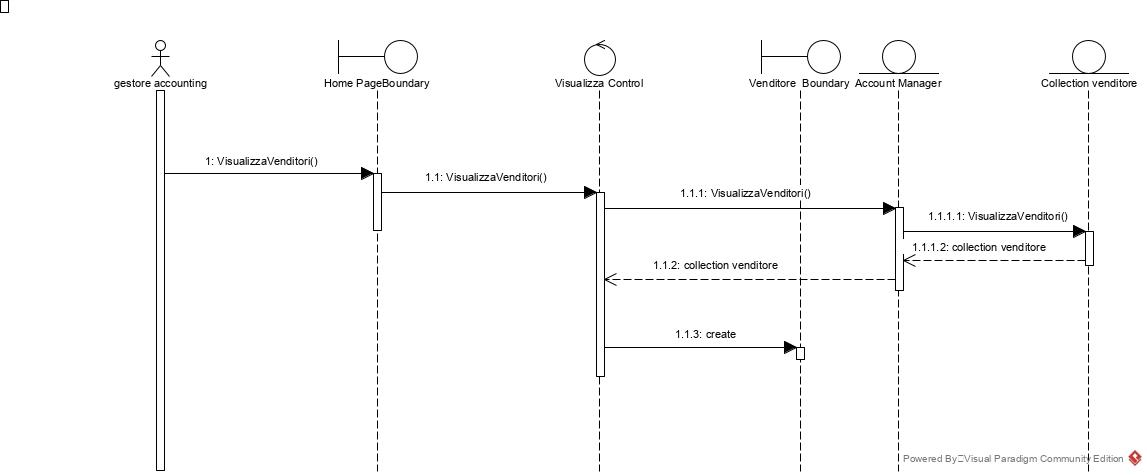 gestore accounting
Home PageBoundary
Visualizza Control
Venditore Boundary
Account Manager
Collection venditore
1: VisualizzaVenditori()
1.1: VisualizzaVenditori()
1.1.1: VisualizzaVenditori()
1.1.1.1: VisualizzaVenditori()
1.1.1.2: collection venditore
1.1.2: collection venditore
1.1.3: create
Powered By Visual Paradigm Community Edition